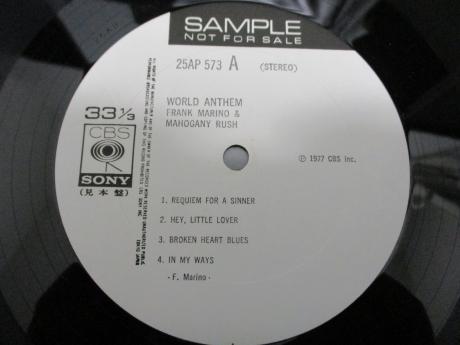 SAMPLE
NOT FOR SALE
25AP 573 A (STEREO)
WORLD ANTHEM
FRANK MARINO &
MAHOGANY RUSH
33 1/3
CBS
SONY
(見本盤)
℗ 1977 CBS Inc.
1. REQUIEM FOR A SINNER
2. HEY, LITTLE LOVER
3. BROKEN HEART BLUES
4. IN MY WAYS
- F. Marino -